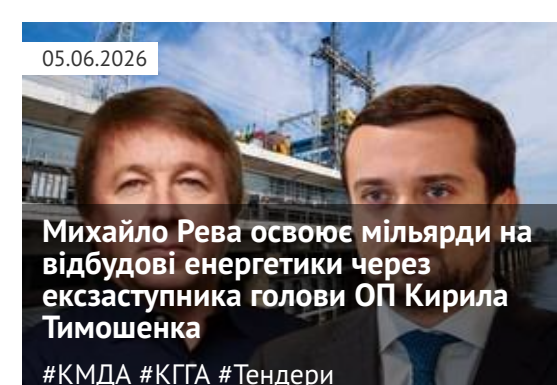 05.06.2026
Михайло Рева освоює мільярди на
відбудові енергетики через
ексзаступника голови ОП Кирила
Тимошенка
#КМДА #КГГА #Тендери